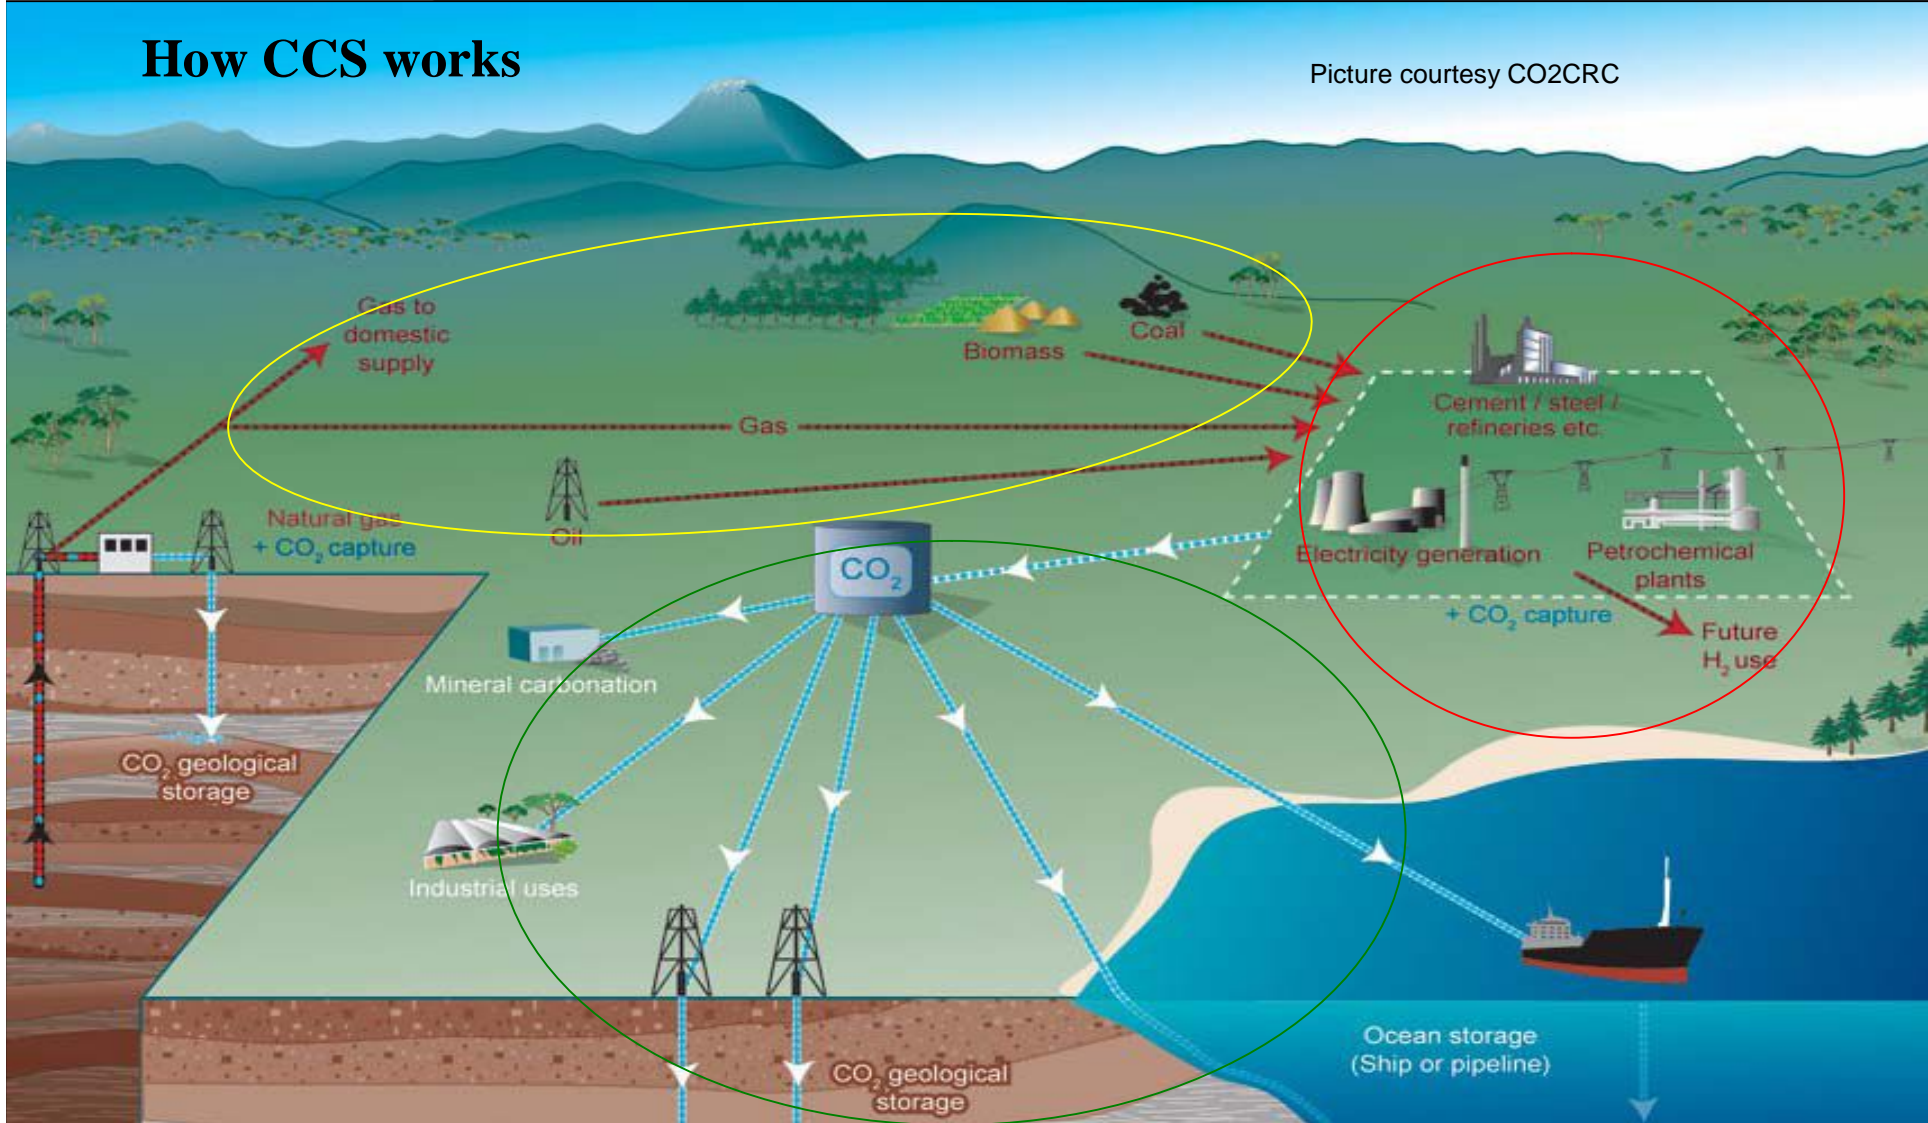 How CCS works
Picture courtesy CO2CRC
Gas to
domestic
supply
Biomass
Coal
Gas
Oil
Natural gas
+ CO₂ capture
Cement / steel /
refineries etc.
Electricity generation
Petrochemical
plants
+ CO₂ capture
Future
H₂ use
CO₂
Mineral carbonation
CO₂ geological
storage
Industrial uses
CO₂ geological
storage
Ocean storage
(Ship or pipeline)